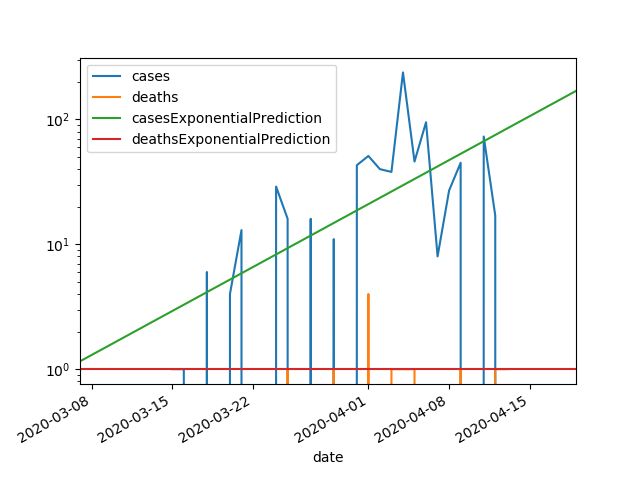 cases
deaths
casesExponentialPrediction
deathsExponentialPrediction
10²
10¹
10⁰
2020-03-08
2020-03-15
2020-03-22
2020-04-01
2020-04-08
2020-04-15
date